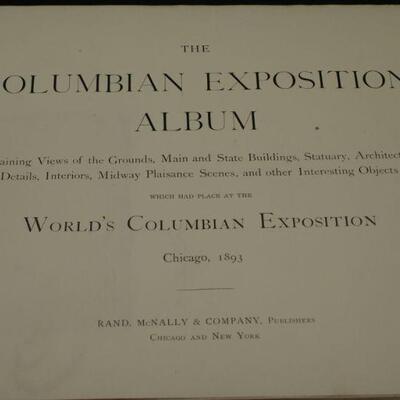 THE
OLUMBIAN EXPOSITION
ALBUM
aining Views of the Grounds, Main and State Buildings, Statuary, Architect
Details, Interiors, Midway Plaisance Scenes, and other Interesting Objects
WHICH HAD PLACE AT THE
WORLD'S COLUMBIAN EXPOSITION
Chicago, 1893
RAND, McNALLY & COMPANY, Publishers
Chicago and New York